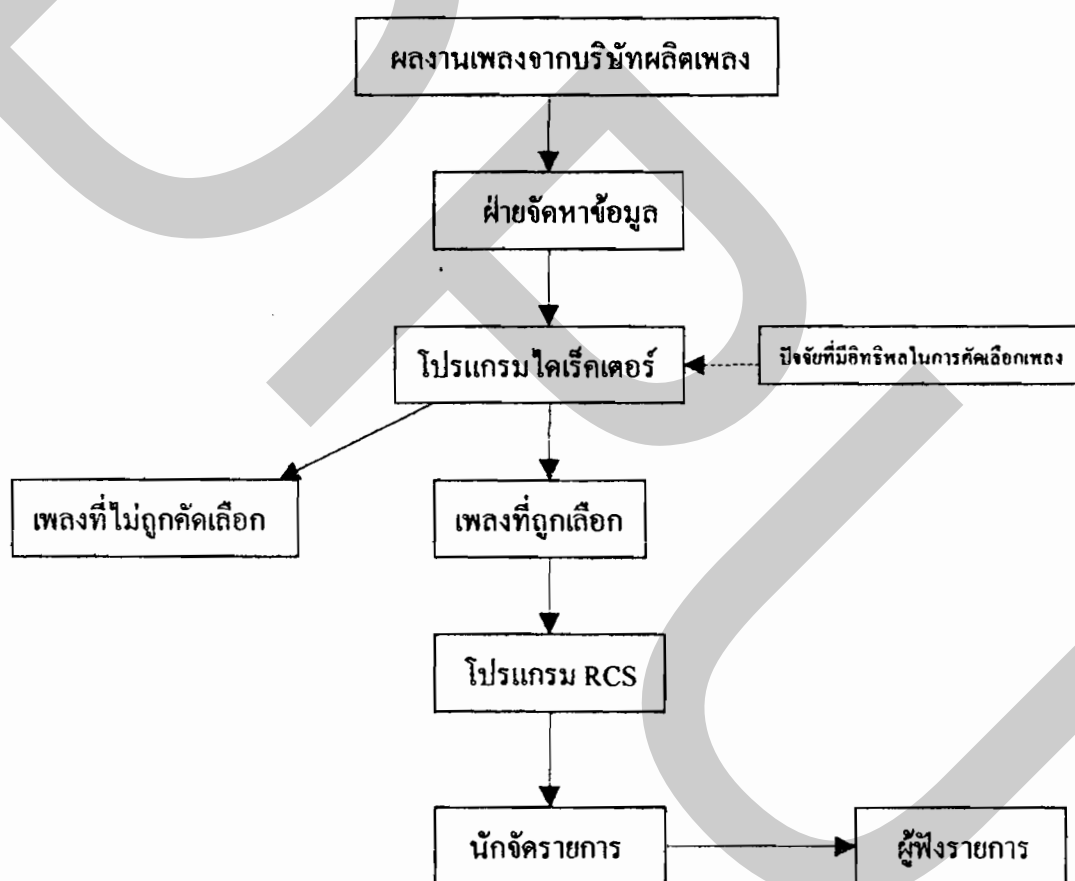 ผลงานเพลงจากบริษัทผลิตเพลง
ฝ่ายจัดหาข้อมูล
โปรแกรมไดเร็คเตอร์
ปัจจัยที่มีอิทธิพลในการคัดเลือกเพลง
เพลงที่ไม่ถูกคัดเลือก
เพลงที่ถูกเลือก
โปรแกรม RCS
นักจัดรายการ
ผู้ฟังรายการ